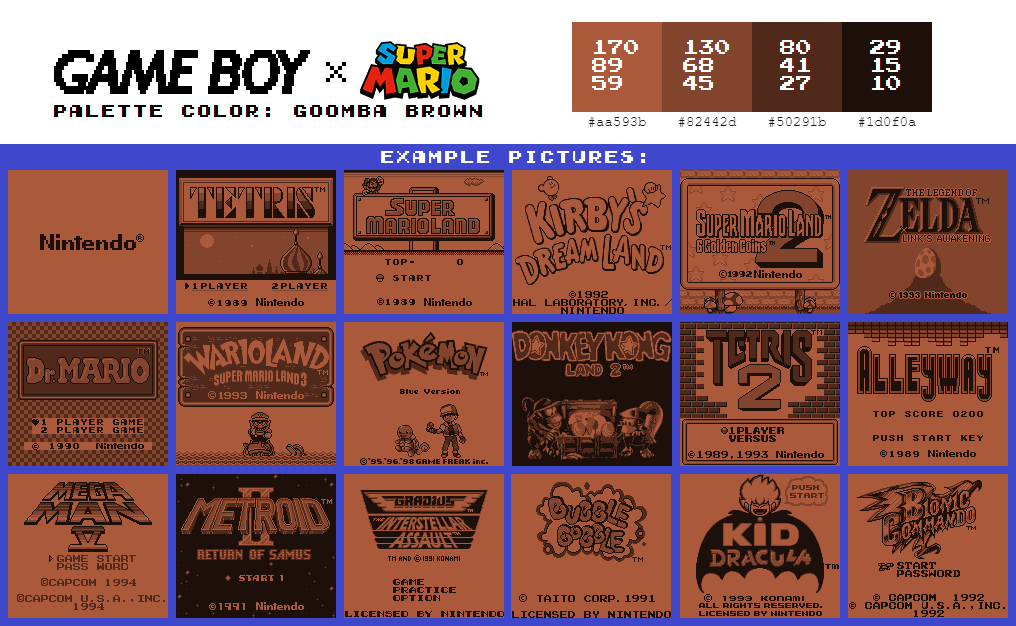 GAME BOY × SUPER MARIO
PALETTE COLOR: GOOMBA BROWN
170 130 80 29
89 68 41 15
59 45 27 10
#aa593b #82442d #50291b #1d0f0a
EXAMPLE PICTURES:
Nintendo®
TETRIS™
▶1PLAYER 2PLAYER
©1989 Nintendo
SUPER
MARIOLAND
TOP- 0
START
©1989 Nintendo
KIRBY'S
DREAM LAND™
©1992
HAL LABORATORY, INC. /
NINTENDO
SUPER MARIO LAND 2™
6 Golden Coins
©1992 Nintendo
THE LEGEND OF
ZELDA™
LINK'S AWAKENING
© 1993 Nintendo
DR. MARIO™
♥1 PLAYER GAME
2 PLAYER GAME
© 1990 Nintendo
WARIOLAND
SUPER MARIO LAND 3™
©1993 Nintendo
POKéMON™
Blue Version
©'95.'96.'98 GAME FREAK inc.
DONKEY KONG
LAND 2™
TETRIS™
2
1PLAYER
VERSUS
©1989,1993 Nintendo
ALLEYWAY™
TOP SCORE 0200
PUSH START KEY
©1989 Nintendo
MEGA
MAN
IV
GAME START
PASS WORD
©CAPCOM 1994
©CAPCOM U.S.A.,INC.
1994
METROID™
II
RETURN OF SAMUS
START 1
©1991 Nintendo
GRADIUS
THE INTERSTELLAR
ASSAULT™
TM AND © 1991 KONAMI
GAME
PRACTICE
OPTION
LICENSED BY NINTENDO
BUBBLE
BOBBLE™
© TAITO CORP. 1991
LICENSED BY NINTENDO
PUSH
START
KID
DRACULA™
© 1993 KONAMI
ALL RIGHTS RESERVED.
LICENSED BY NINTENDO
BIONIC
COMMANDO™
START
PASSWORD
© CAPCOM 1992
© CAPCOM U.S.A.,INC.
1992